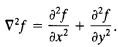 ∇²f = ∂²f/∂x² + ∂²f/∂y².